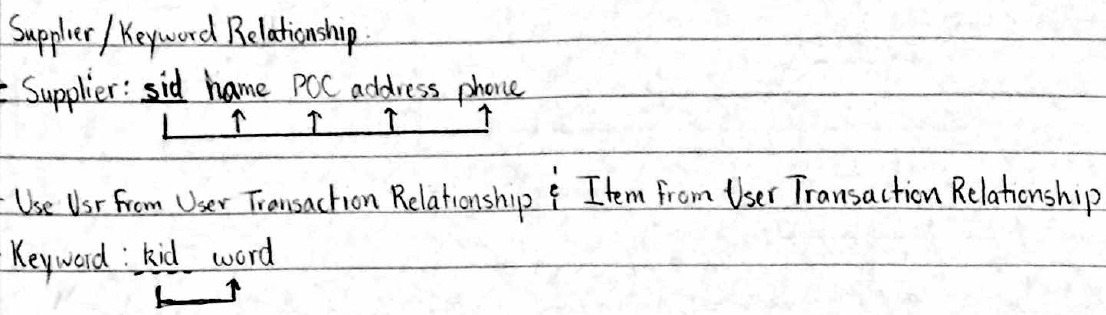 Supplier/Keyword Relationship.
Supplier: sid name POC address phone
Use Usr from User Transaction Relationship & Item from User Transaction Relationship
Keyword: kid word